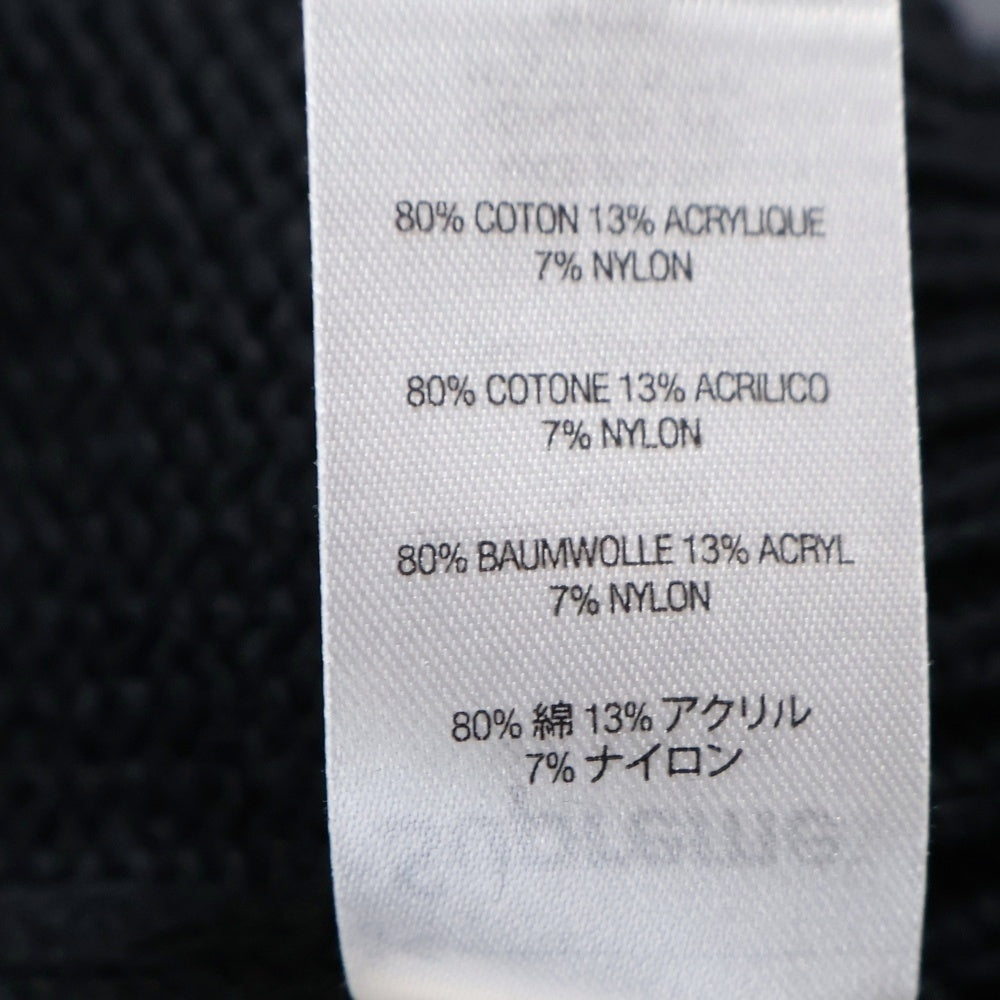 80% COTON 13% ACRYLIQUE
7% NYLON
80% COTONE 13% ACRILICO
7% NYLON
80% BAUMWOLLE 13% ACRYL
7% NYLON
80% 綿 13% アクリル
7% ナイロン